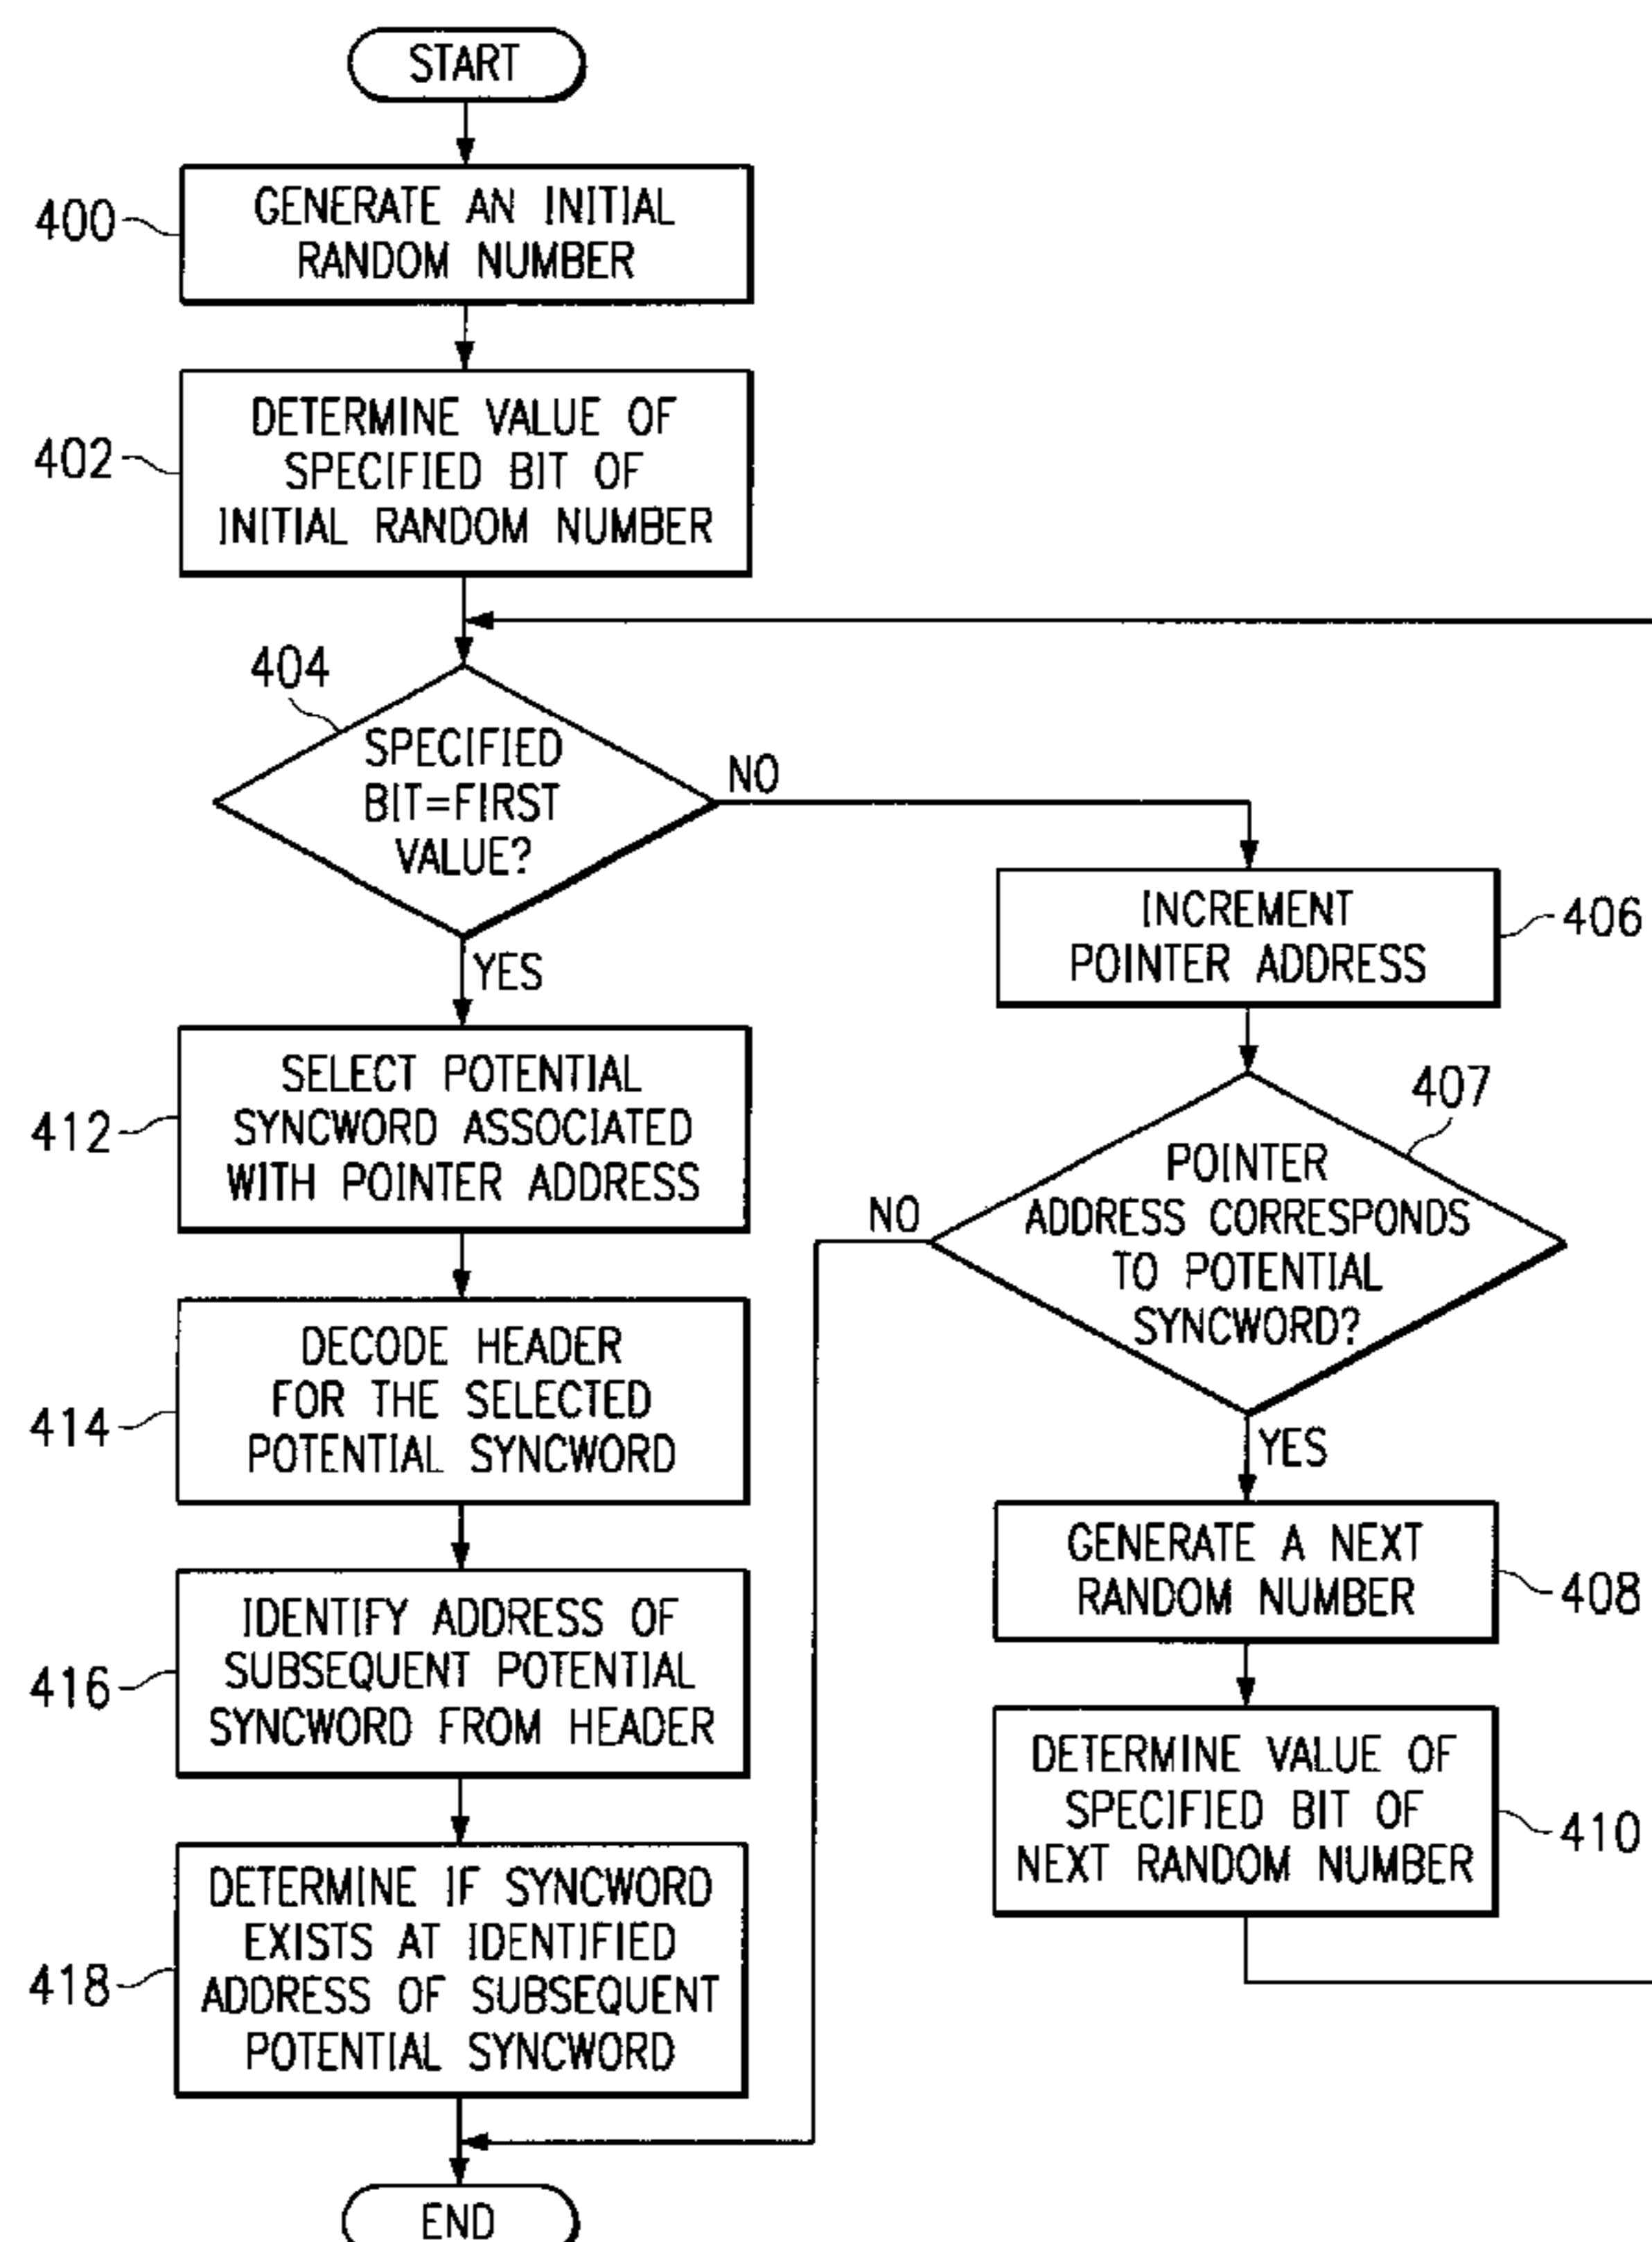 START
400
GENERATE AN INITIAL
RANDOM NUMBER
402
DETERMINE VALUE OF
SPECIFIED BIT OF
INITIAL RANDOM NUMBER
404
SPECIFIED
BIT=FIRST
VALUE?
NO
YES
INCREMENT
POINTER ADDRESS
406
407
POINTER
ADDRESS CORRESPONDS
TO POTENTIAL
SYNCWORD?
NO
YES
GENERATE A NEXT
RANDOM NUMBER
408
DETERMINE VALUE OF
SPECIFIED BIT OF
NEXT RANDOM NUMBER
410
412
SELECT POTENTIAL
SYNCWORD ASSOCIATED
WITH POINTER ADDRESS
414
DECODE HEADER
FOR THE SELECTED
POTENTIAL SYNCWORD
416
IDENTIFY ADDRESS OF
SUBSEQUENT POTENTIAL
SYNCWORD FROM HEADER
418
DETERMINE IF SYNCWORD
EXISTS AT IDENTIFIED
ADDRESS OF SUBSEQUENT
POTENTIAL SYNCWORD
END